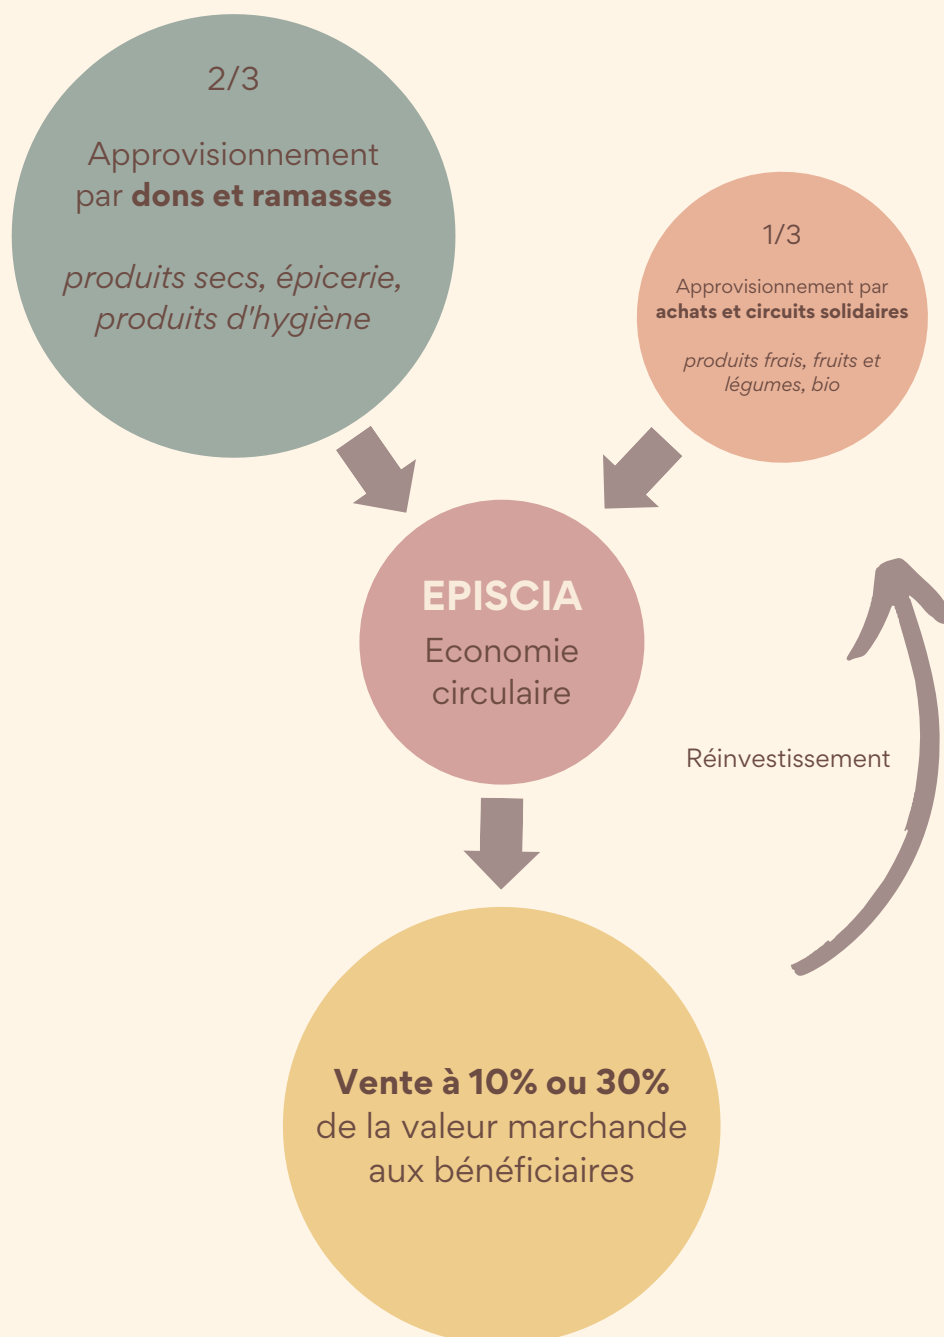 2/3
Approvisionnement
par dons et ramasses
produits secs, épicerie,
produits d'hygiène
1/3
Approvisionnement par
achats et circuits solidaires
produits frais, fruits et
légumes, bio
EPISCIA
Economie
circulaire
Réinvestissement
Vente à 10% ou 30%
de la valeur marchande
aux bénéficiaires